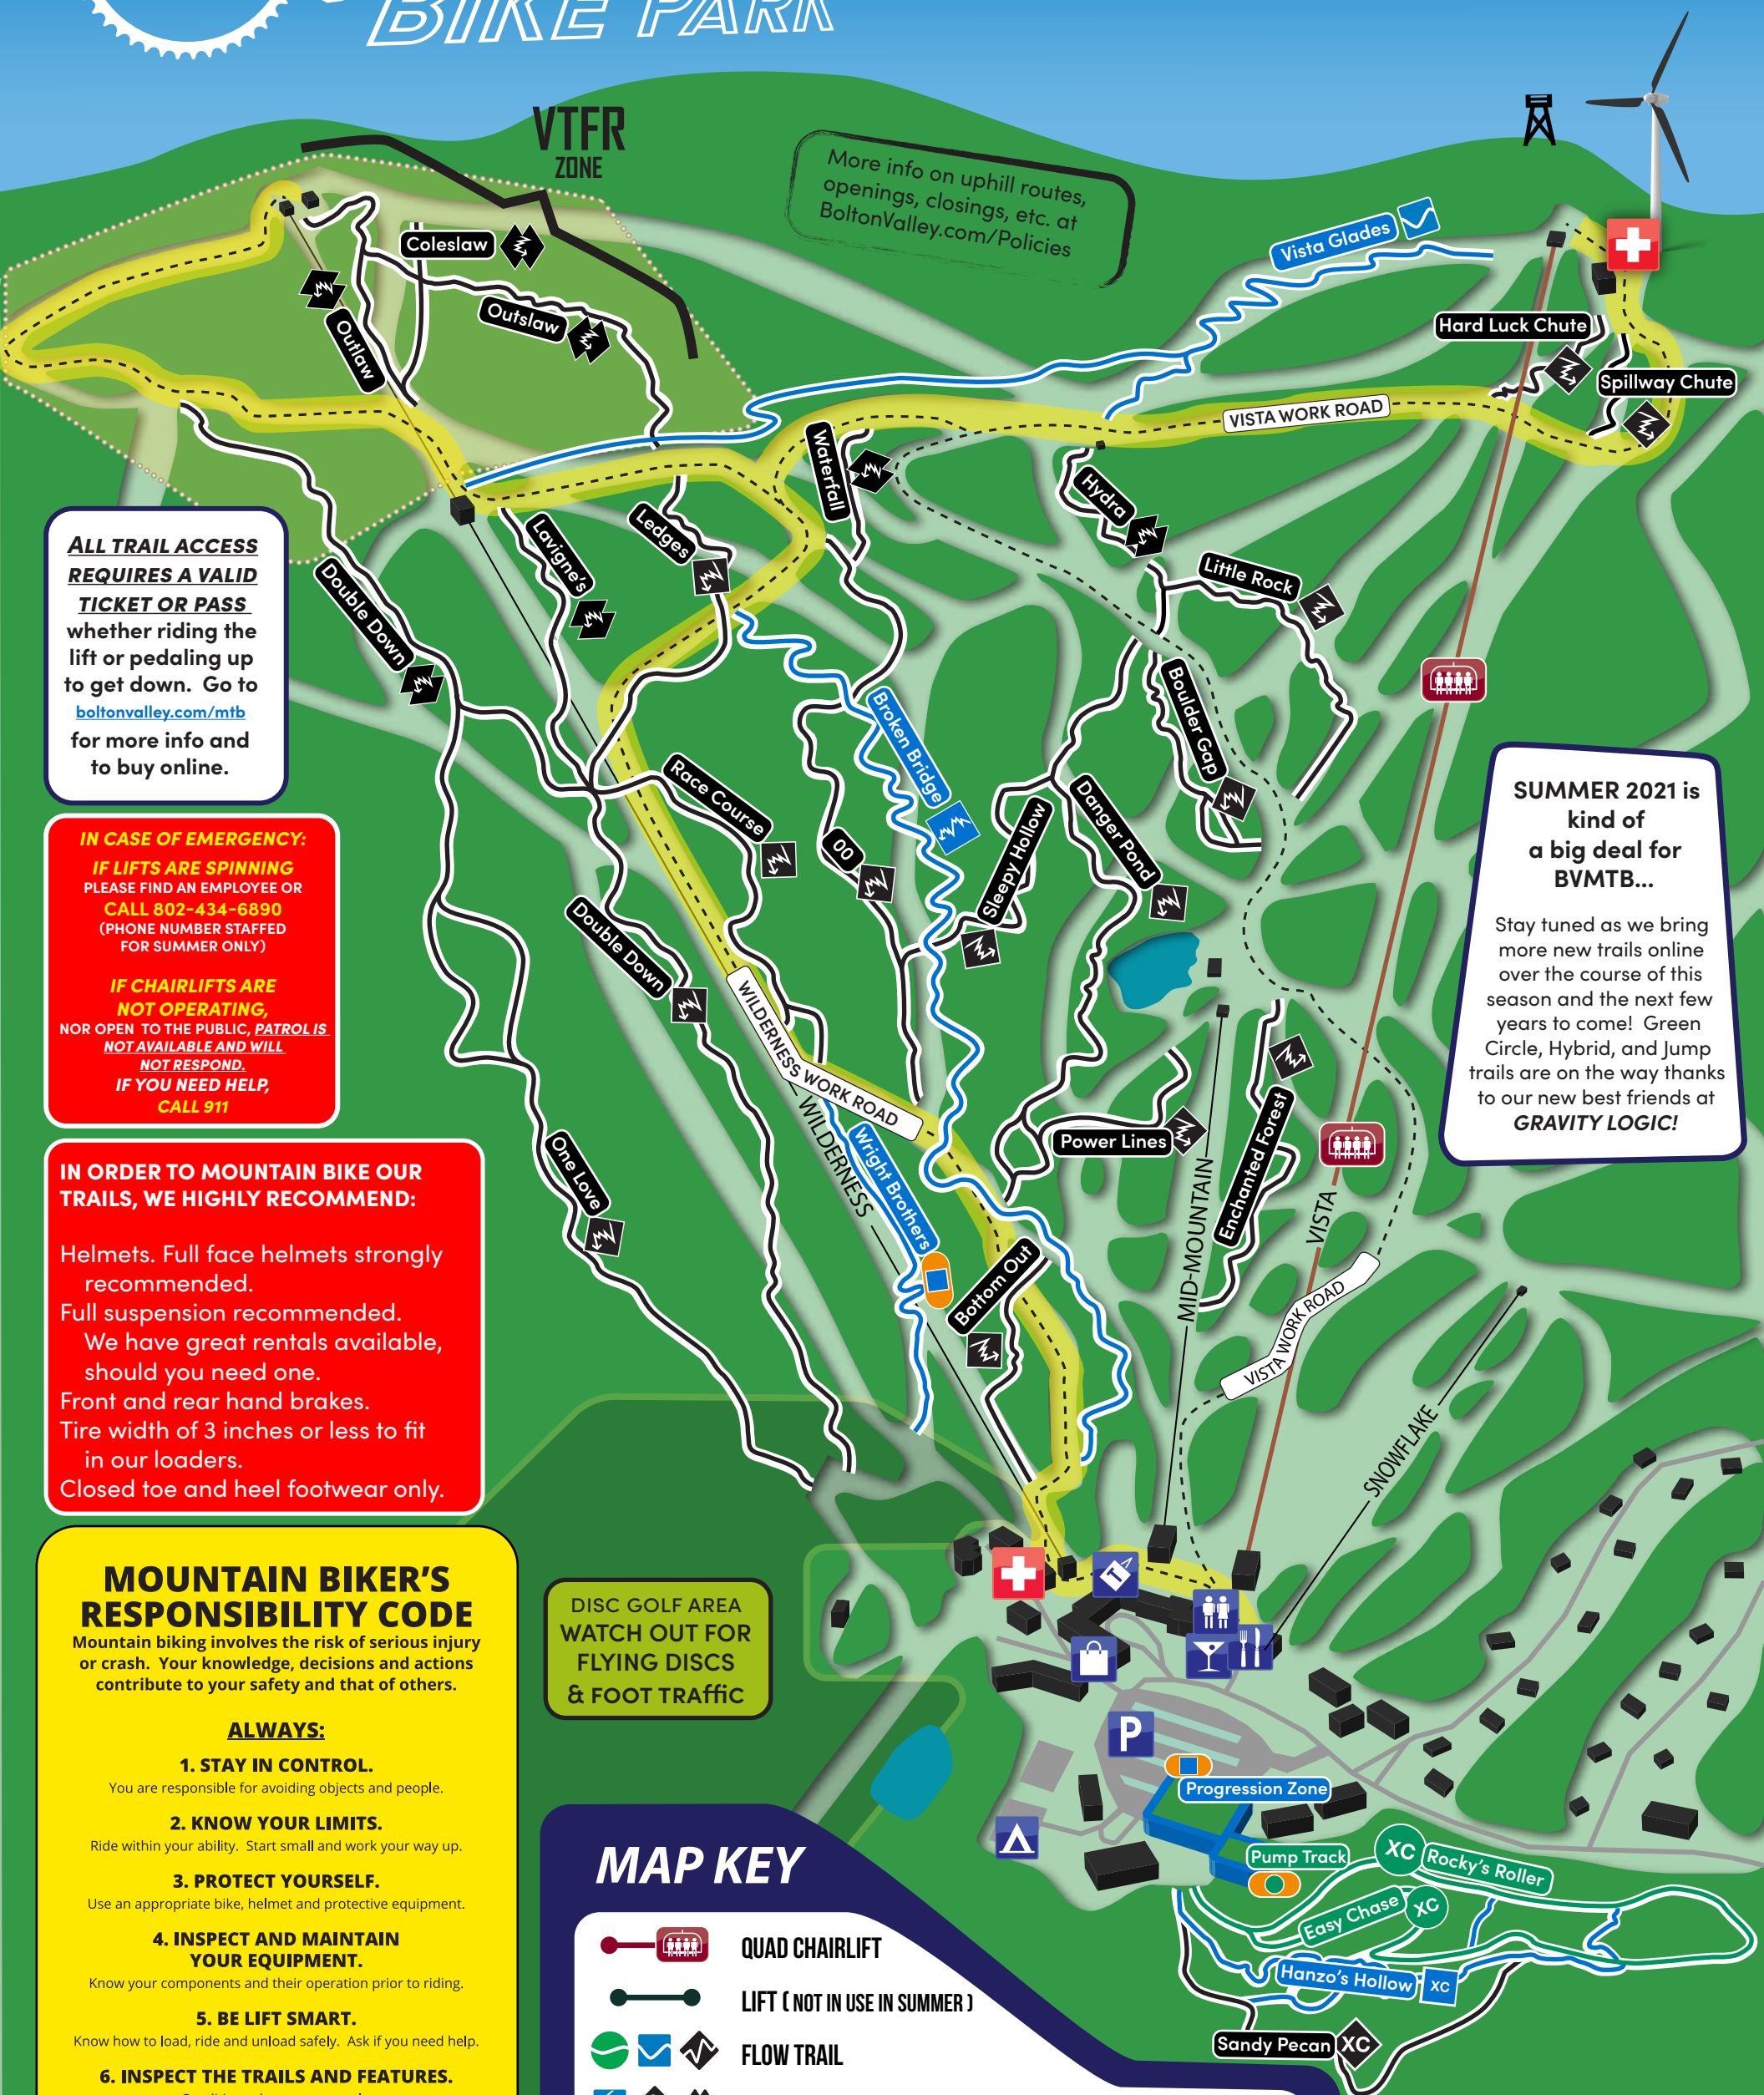 BIKE PARK
VTFR
ZONE
More info on uphill routes,
openings, closings, etc. at
BoltonValley.com/Policies
Vista Glades
Coleslaw
Outslaw
Outlaw
Hard Luck Chute
Spillway Chute
VISTA WORK ROAD
Waterfall
Hydra
Ledges
Lavigne's
Little Rock
Double Down
Boulder Gap
Broken Bridge
Race Course
00
Sleepy Hollow
Danger Pond
Double Down
WILDERNESS WORK ROAD
WILDERNESS
Wright Brothers
Power Lines
Enchanted Forest
MID-MOUNTAIN
VISTA
One Love
Bottom Out
VISTA WORK ROAD
SNOWFLAKE
ALL TRAIL ACCESS
REQUIRES A VALID
TICKET OR PASS
whether riding the
lift or pedaling up
to get down. Go to
boltonvalley.com/mtb
for more info and
to buy online.
IN CASE OF EMERGENCY:
IF LIFTS ARE SPINNING
PLEASE FIND AN EMPLOYEE OR
CALL 802-434-6890
(PHONE NUMBER STAFFED
FOR SUMMER ONLY)
IF CHAIRLIFTS ARE
NOT OPERATING,
NOR OPEN TO THE PUBLIC, PATROL IS
NOT AVAILABLE AND WILL
NOT RESPOND.
IF YOU NEED HELP,
CALL 911
SUMMER 2021 is
kind of
a big deal for
BVMTB...
Stay tuned as we bring
more new trails online
over the course of this
season and the next few
years to come! Green
Circle, Hybrid, and Jump
trails are on the way thanks
to our new best friends at
GRAVITY LOGIC!
IN ORDER TO MOUNTAIN BIKE OUR
TRAILS, WE HIGHLY RECOMMEND:
Helmets. Full face helmets strongly
recommended.
Full suspension recommended.
We have great rentals available,
should you need one.
Front and rear hand brakes.
Tire width of 3 inches or less to fit
in our loaders.
Closed toe and heel footwear only.
MOUNTAIN BIKER'S
RESPONSIBILITY CODE
Mountain biking involves the risk of serious injury
or crash. Your knowledge, decisions and actions
contribute to your safety and that of others.
ALWAYS:
1. STAY IN CONTROL.
You are responsible for avoiding objects and people.
2. KNOW YOUR LIMITS.
Ride within your ability. Start small and work your way up.
3. PROTECT YOURSELF.
Use an appropriate bike, helmet and protective equipment.
4. INSPECT AND MAINTAIN
YOUR EQUIPMENT.
Know your components and their operation prior to riding.
5. BE LIFT SMART.
Know how to load, ride and unload safely. Ask if you need help.
6. INSPECT THE TRAILS AND FEATURES.
DISC GOLF AREA
WATCH OUT FOR
FLYING DISCS
& FOOT TRAffiC
T
P
Progression Zone
Pump Track
XC
Rocky's Roller
Easy Chase
XC
Hanzo's Hollow
XC
Sandy Pecan
XC
MAP KEY
QUAD CHAIRLIFT
LIFT ( NOT IN USE IN SUMMER )
FLOW TRAIL